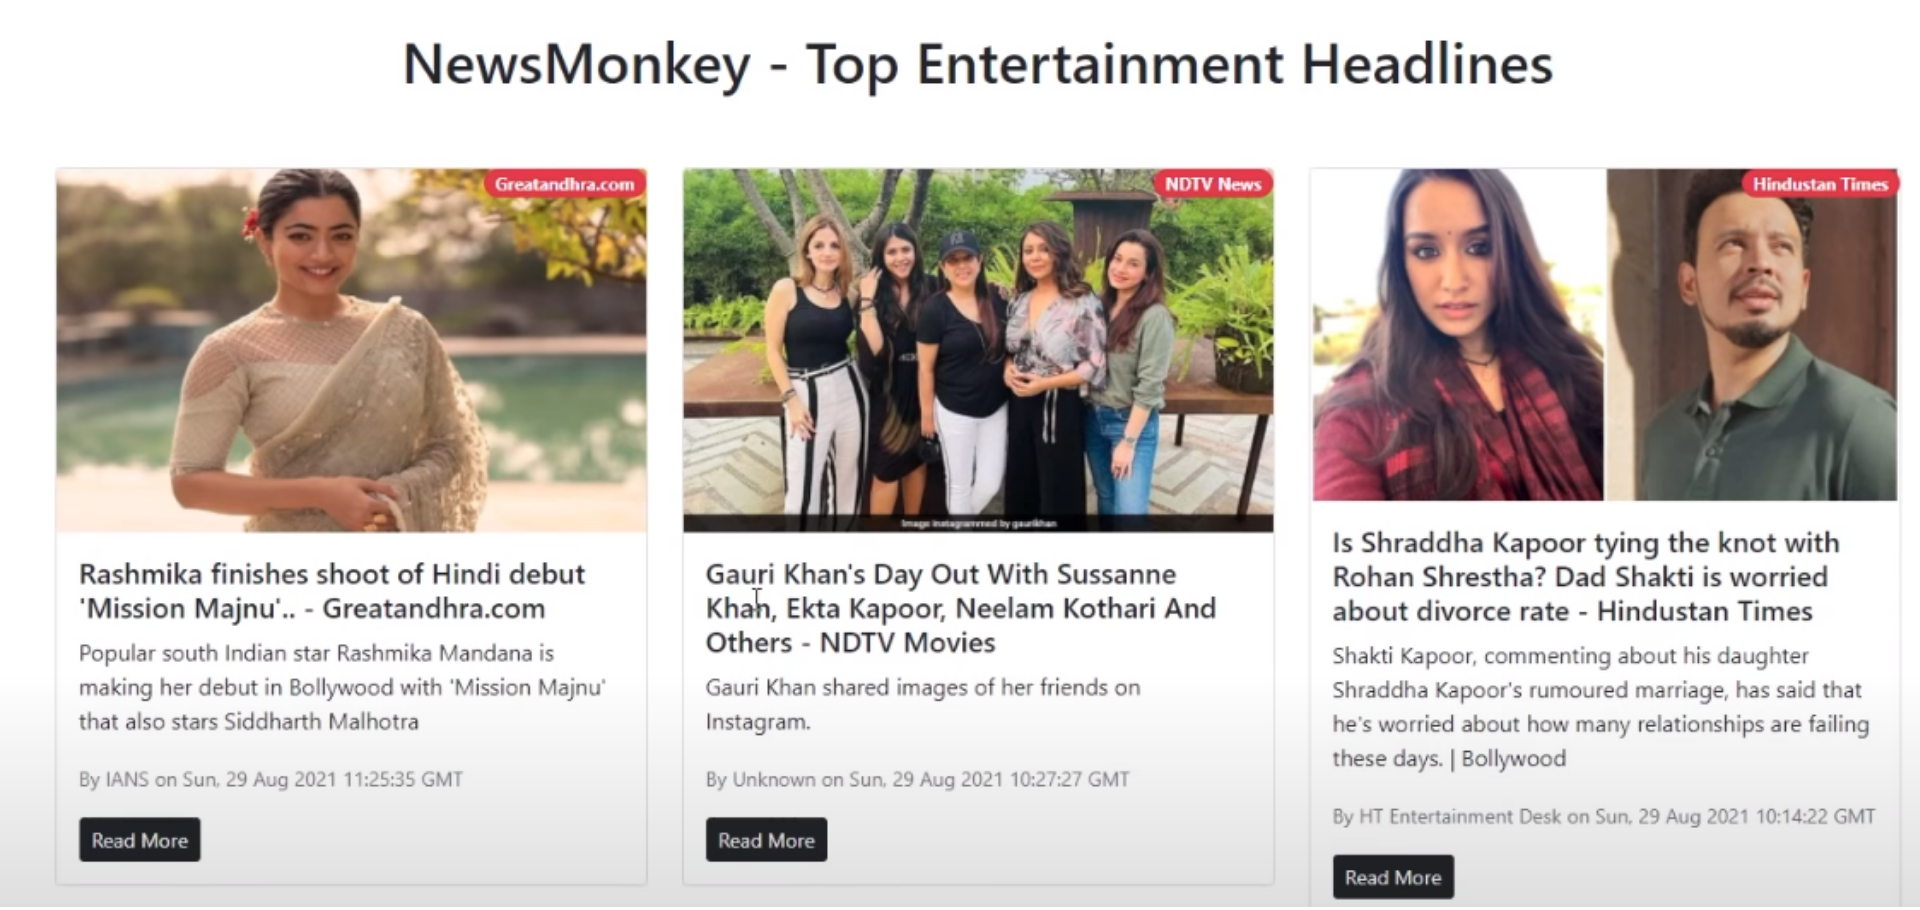 NewsMonkey - Top Entertainment Headlines
Greatandhra.com
Rashmika finishes shoot of Hindi debut
'Mission Majnu'.. - Greatandhra.com
Popular south Indian star Rashmika Mandana is
making her debut in Bollywood with 'Mission Majnu'
that also stars Siddharth Malhotra
By IANS on Sun, 29 Aug 2021 11:25:35 GMT
Read More
NDTV News
Image instagrammed by gaurikhan
Gauri Khan's Day Out With Sussanne
Khan, Ekta Kapoor, Neelam Kothari And
Others - NDTV Movies
Gauri Khan shared images of her friends on
Instagram.
By Unknown on Sun, 29 Aug 2021 10:27:27 GMT
Read More
Hindustan Times
Is Shraddha Kapoor tying the knot with
Rohan Shrestha? Dad Shakti is worried
about divorce rate - Hindustan Times
Shakti Kapoor, commenting about his daughter
Shraddha Kapoor's rumoured marriage, has said that
he's worried about how many relationships are failing
these days. | Bollywood
By HT Entertainment Desk on Sun, 29 Aug 2021 10:14:22 GMT
Read More